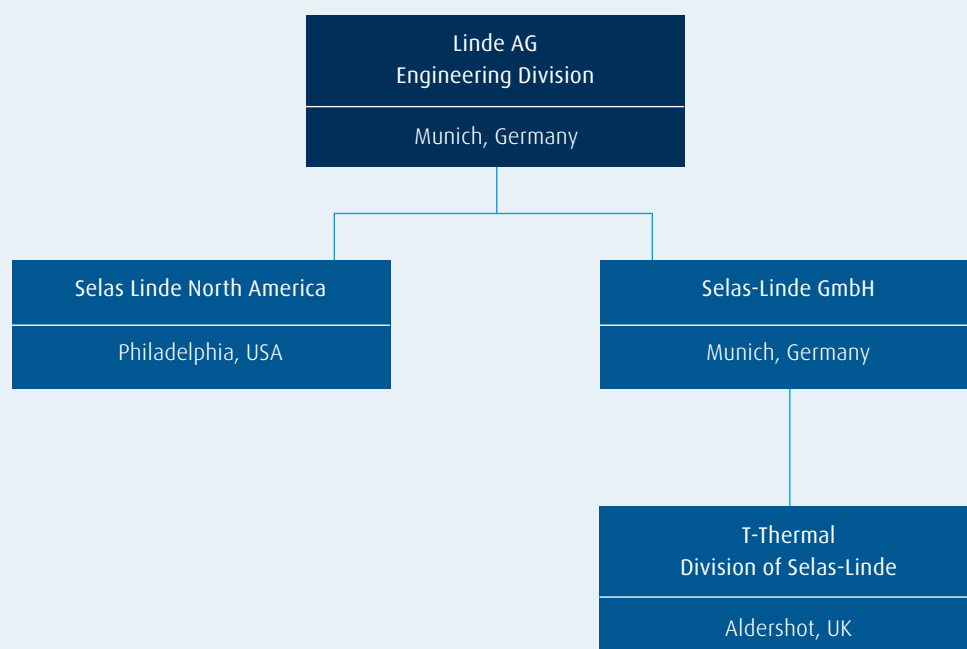 Linde AG
Engineering Division
Munich, Germany
Selas Linde North America
Philadelphia, USA
Selas-Linde GmbH
Munich, Germany
T-Thermal
Division of Selas-Linde
Aldershot, UK